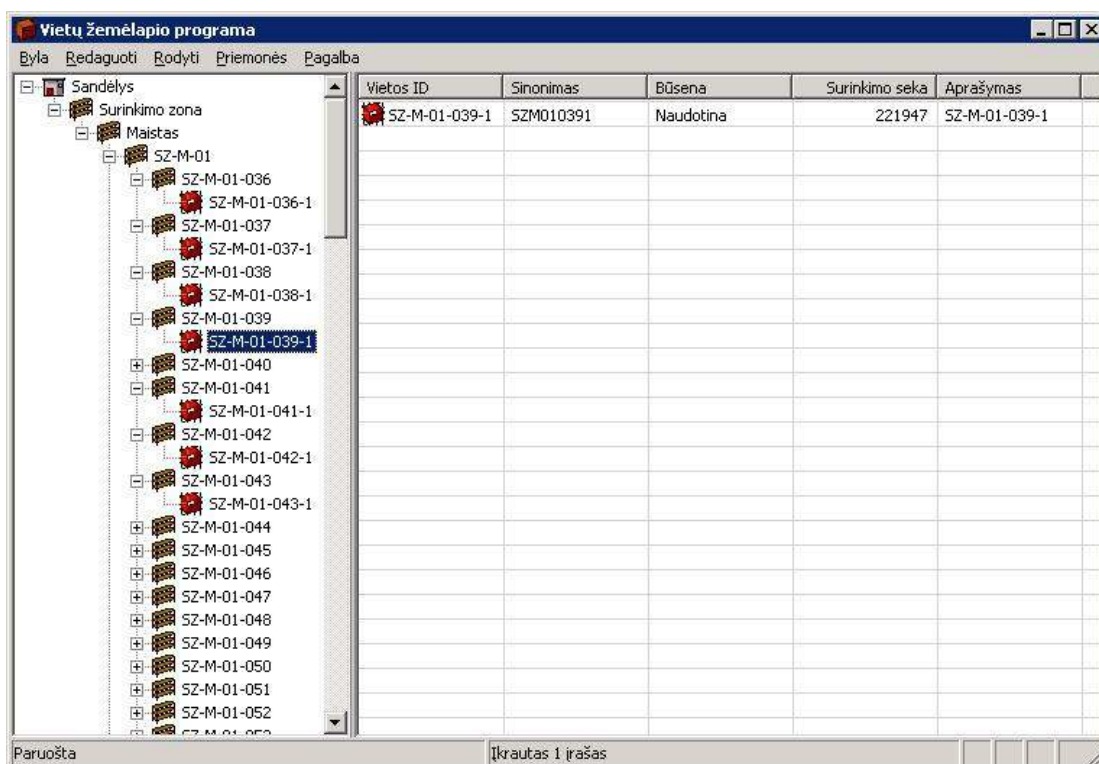 Vietų žemėlapio programa
Byla Redaguoti Rodyti Priemonės Pagalba
Sandėlys
Surinkimo zona
Maistas
SZ-M-01
SZ-M-01-036
SZ-M-01-036-1
SZ-M-01-037
SZ-M-01-037-1
SZ-M-01-038
SZ-M-01-038-1
SZ-M-01-039
SZ-M-01-039-1
SZ-M-01-040
SZ-M-01-041
SZ-M-01-041-1
SZ-M-01-042
SZ-M-01-042-1
SZ-M-01-043
SZ-M-01-043-1
SZ-M-01-044
SZ-M-01-045
SZ-M-01-046
SZ-M-01-047
SZ-M-01-048
SZ-M-01-049
SZ-M-01-050
SZ-M-01-051
SZ-M-01-052
Vietos ID Sinonimas Būsena Surinkimo seka Aprašymas
SZ-M-01-039-1 SZM010391 Naudotina 221947 SZ-M-01-039-1
Paruošta Įkrautas 1 įrašas